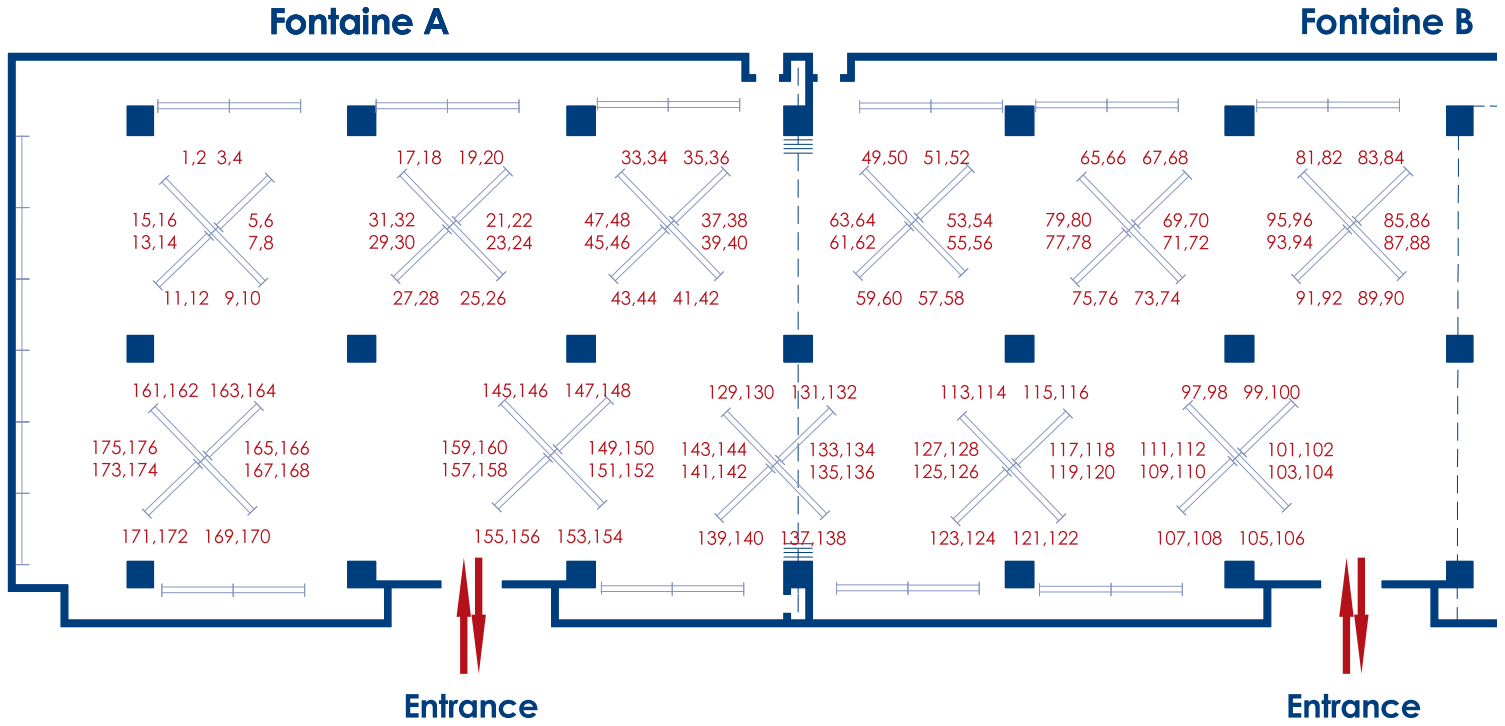 Fontaine A Fontaine B
1,2 3,4 17,18 19,20 33,34 35,36 49,50 51,52 65,66 67,68 81,82 83,84
15,16 5,6 31,32 21,22 47,48 37,38 63,64 53,54 79,80 69,70 95,96 85,86
13,14 7,8 29,30 23,24 45,46 39,40 61,62 55,56 77,78 71,72 93,94 87,88
11,12 9,10 27,28 25,26 43,44 41,42 59,60 57,58 75,76 73,74 91,92 89,90
161,162 163,164 145,146 147,148 129,130 131,132 113,114 115,116 97,98 99,100
175,176 165,166 159,160 149,150 143,144 133,134 127,128 117,118 111,112 101,102
173,174 167,168 157,158 151,152 141,142 135,136 125,126 119,120 109,110 103,104
171,172 169,170 155,156 153,154 139,140 137,138 123,124 121,122 107,108 105,106
Entrance Entrance